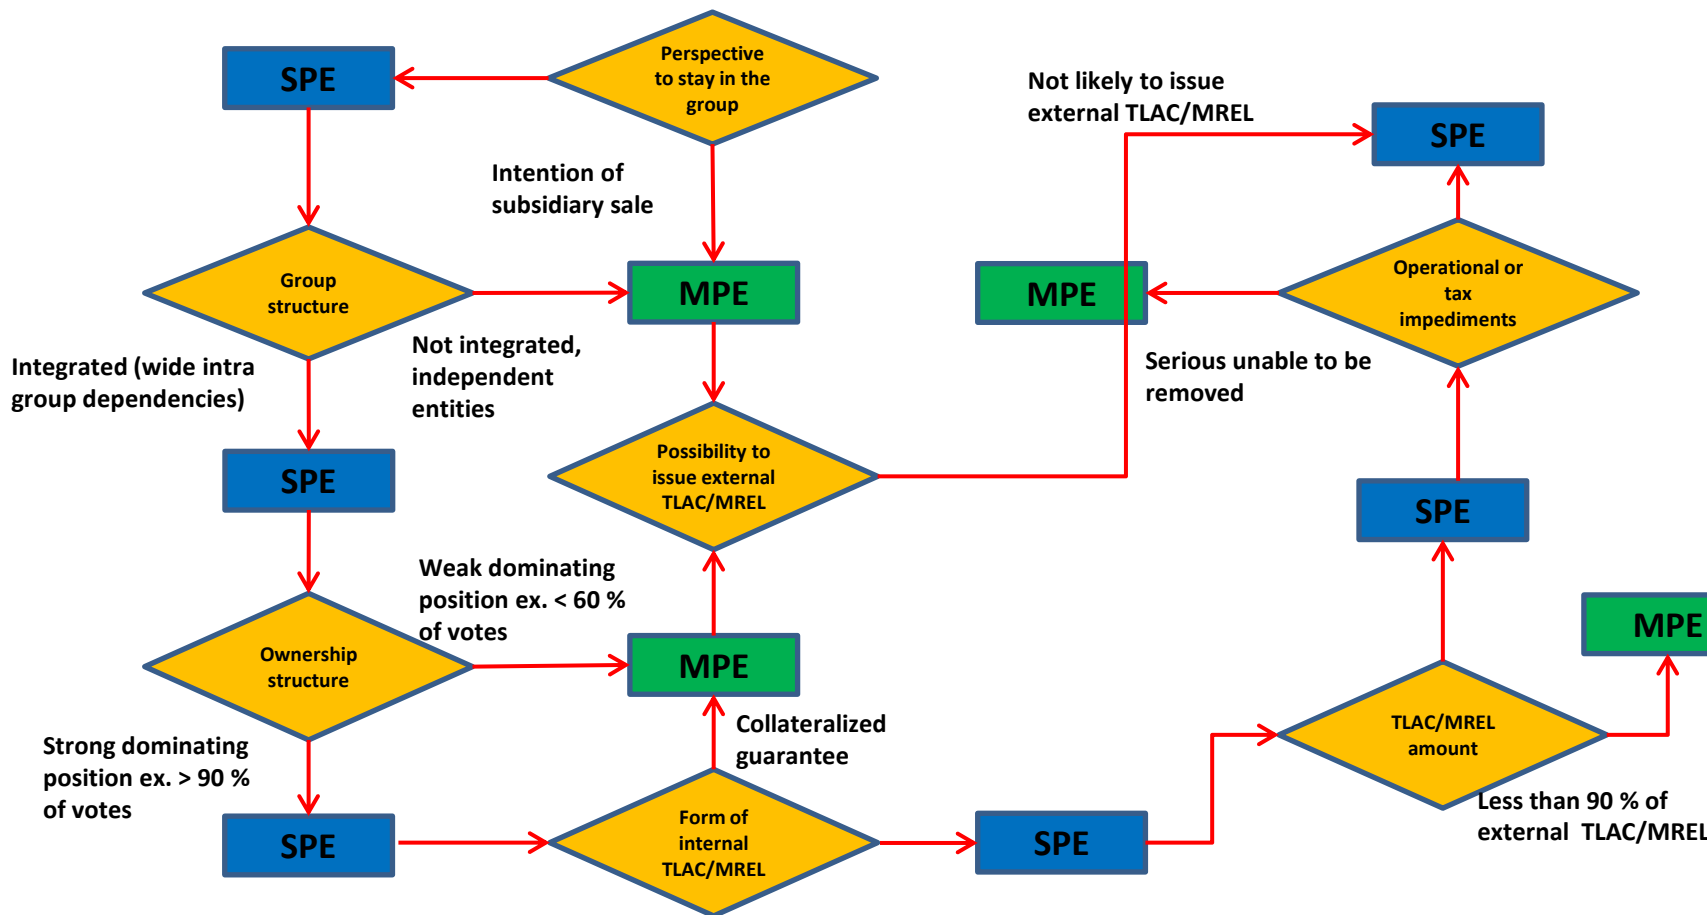 SPE
Perspective
to stay in the
group
Not likely to issue
external TLAC/MREL
SPE
Intention of
subsidiary sale
Group
structure
MPE
MPE
Operational or
tax
impediments
Integrated (wide intra
group dependencies)
Not integrated,
independent
entities
Serious unable to be
removed
SPE
Possibility to
issue external
TLAC/MREL
SPE
Weak dominating
position ex. < 60 %
of votes
MPE
Ownership
structure
MPE
Strong dominating
position ex. > 90 %
of votes
Collateralized
guarantee
TLAC/MREL
amount
Less than 90 % of
external  TLAC/MREL
SPE
Form of
internal
TLAC/MREL
SPE